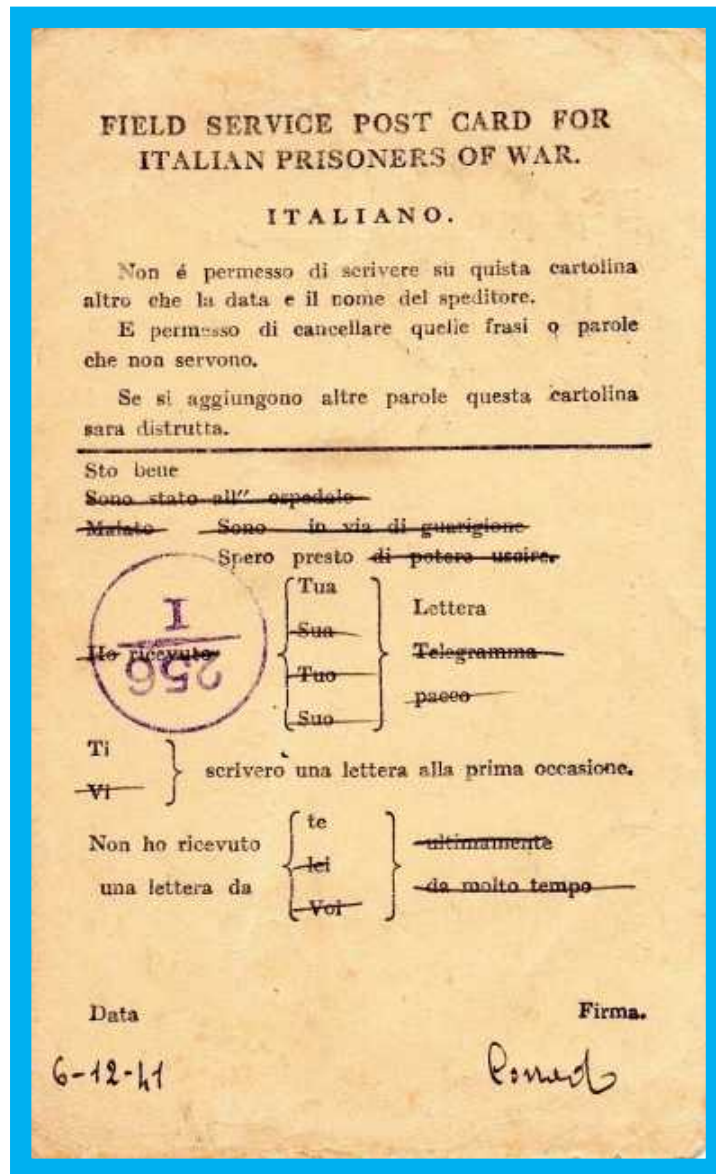 FIELD SERVICE POST CARD FOR
ITALIAN PRISONERS OF WAR.
ITALIANO.
Non é permesso di scrivere su quista cartolina
altro che la data e il nome del speditore.
E permesso di cancellare quelle frasi o parole
che non servono.
Se si aggiungono altre parole questa cartolina
sara distrutta.
Sto bene
Sono stato all'' ospedale
Malato Sono in via di guarigione
Spero presto di potere uscire.
Tua
Lettera
I
Sua
Ho ricevuto
Telegramma
256
Tuo
pacco
Suo
Ti
scrivero una lettera alla prima occasione.
Vi
te
Non ho ricevuto
ultimamente
lei
una lettera da
da molto tempo
Voi
Data Firma.
6-12-41